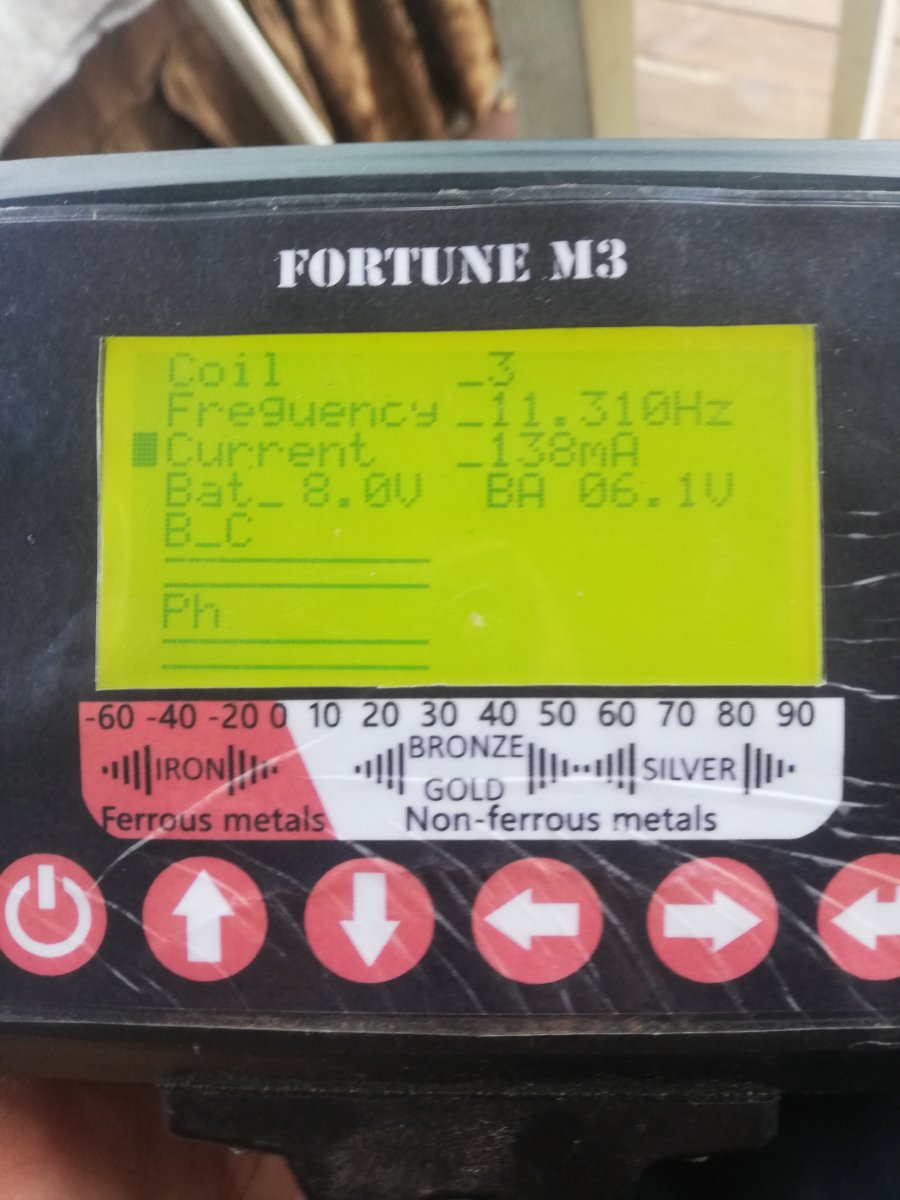 FORTUNE M3
Coil _3
Freguency _11.310Hz
Current _138mA
Bat_ 8.0V BA 06.1V
B_C
Ph
-60 -40 -20 0 10 20 30 40 50 60 70 80 90
IRON BRONZE GOLD SILVER
Ferrous metals Non-ferrous metals